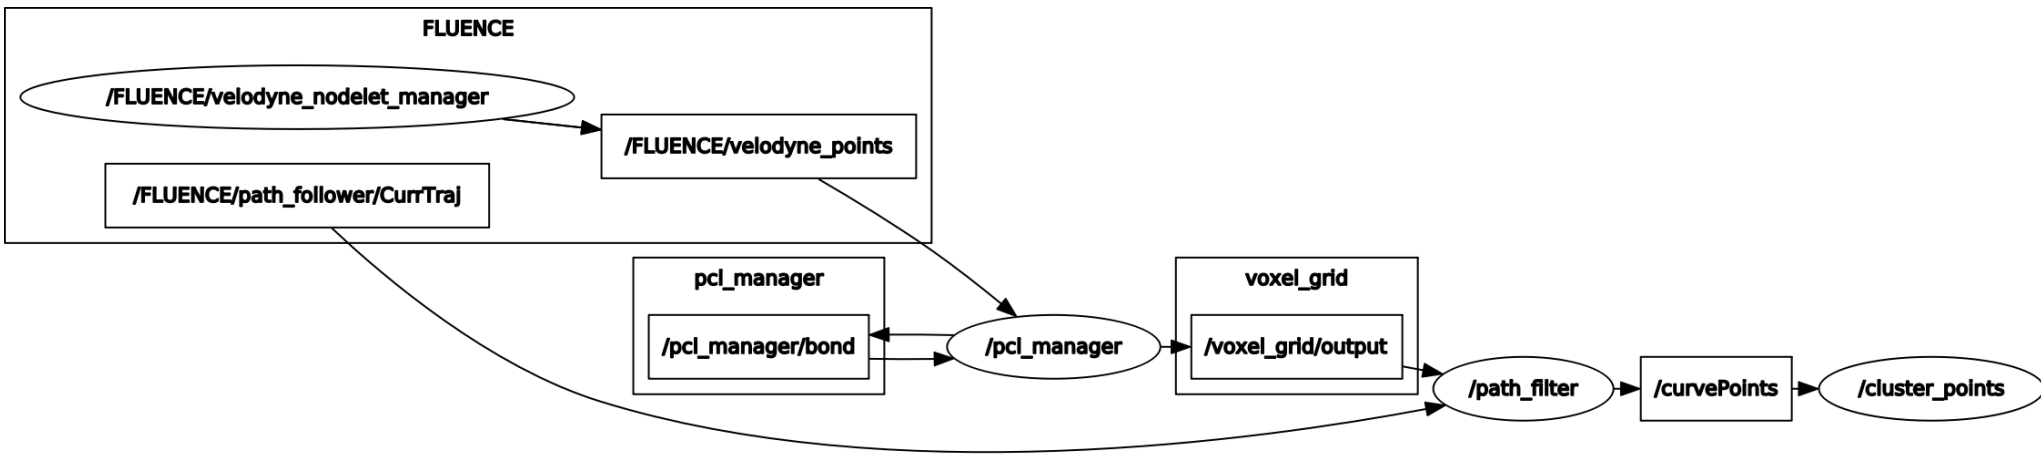 FLUENCE
/FLUENCE/velodyne_nodelet_manager
/FLUENCE/velodyne_points
/FLUENCE/path_follower/CurrTraj
pcl_manager
voxel_grid
/pcl_manager/bond
/pcl_manager
/voxel_grid/output
/path_filter
/curvePoints
/cluster_points